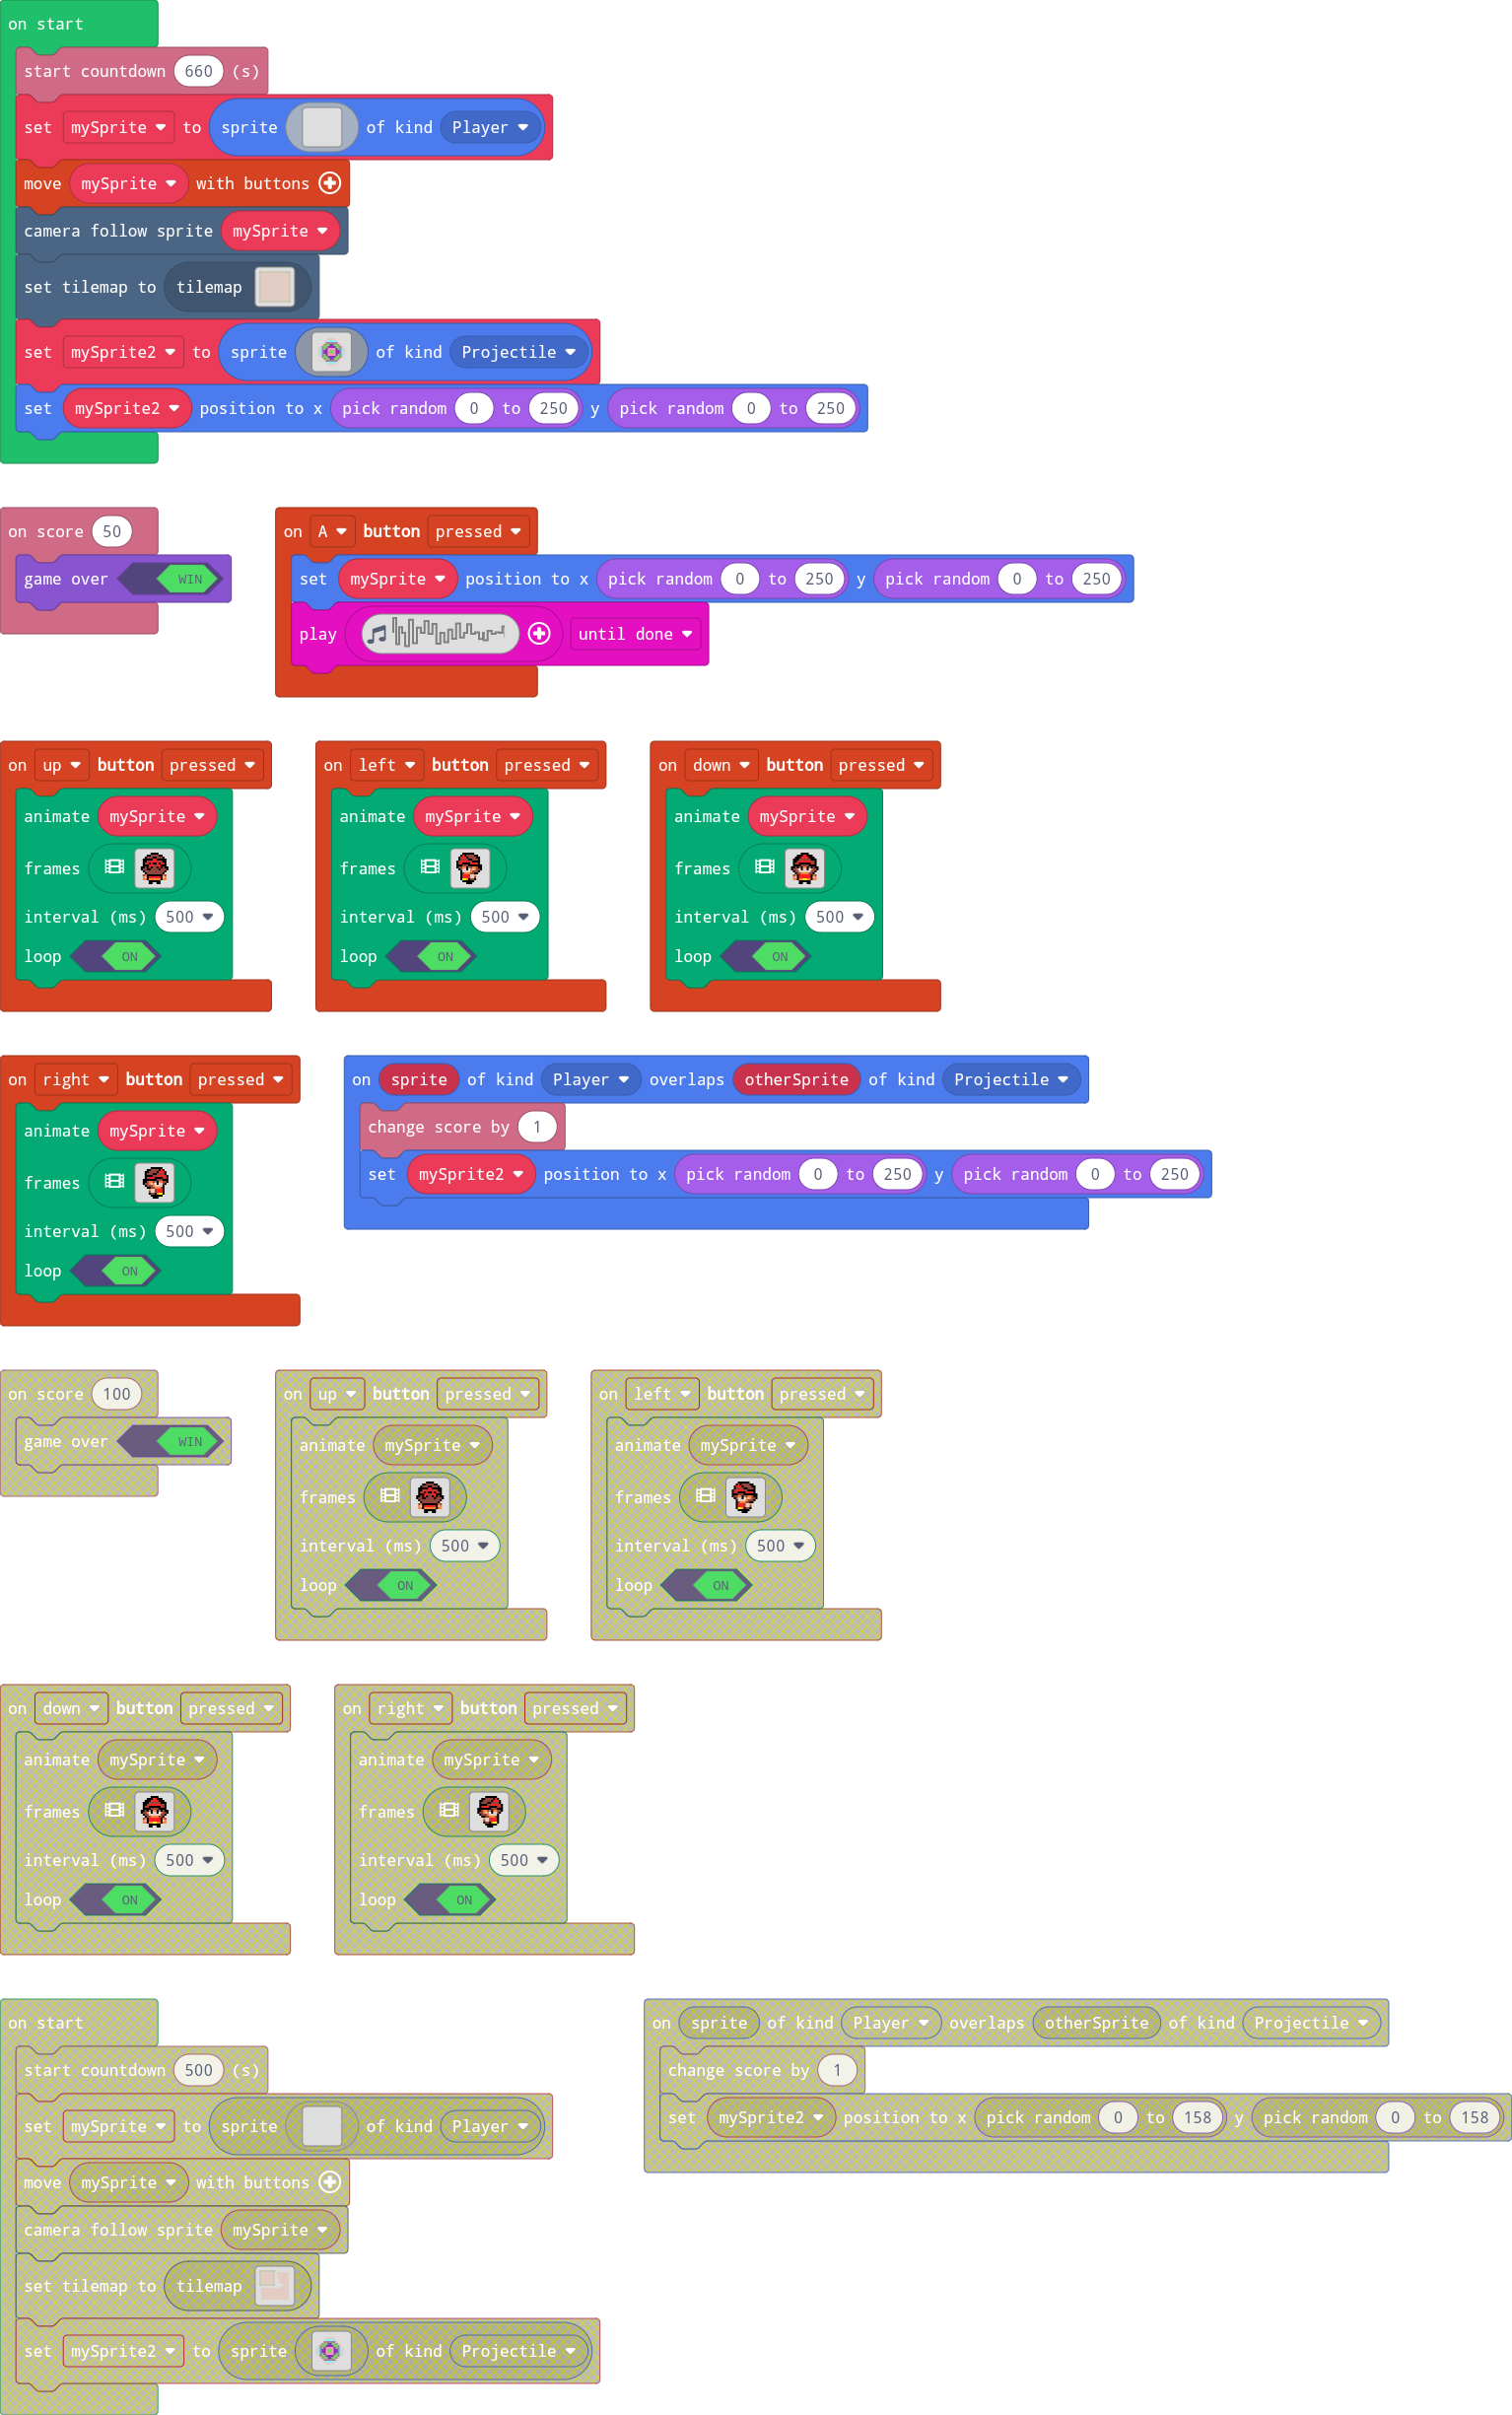 on start
start countdown 660 (s)
set mySprite to sprite of kind Player
move mySprite with buttons
camera follow sprite mySprite
set tilemap to tilemap
set mySprite2 to sprite of kind Projectile
set mySprite2 position to x pick random 0 to 250 y pick random 0 to 250
on score 50
game over WIN
on A button pressed
set mySprite position to x pick random 0 to 250 y pick random 0 to 250
play until done
on up button pressed
animate mySprite
frames
interval (ms) 500
loop ON
on left button pressed
animate mySprite
frames
interval (ms) 500
loop ON
on down button pressed
animate mySprite
frames
interval (ms) 500
loop ON
on right button pressed
animate mySprite
frames
interval (ms) 500
loop ON
on sprite of kind Player overlaps otherSprite of kind Projectile
change score by 1
set mySprite2 position to x pick random 0 to 250 y pick random 0 to 250
on score 100
game over WIN
on up button pressed
animate mySprite
frames
interval (ms) 500
loop ON
on left button pressed
animate mySprite
frames
interval (ms) 500
loop ON
on down button pressed
animate mySprite
frames
interval (ms) 500
loop ON
on right button pressed
animate mySprite
frames
interval (ms) 500
loop ON
on start
start countdown 500 (s)
set mySprite to sprite of kind Player
move mySprite with buttons
camera follow sprite mySprite
set tilemap to tilemap
set mySprite2 to sprite of kind Projectile
on sprite of kind Player overlaps otherSprite of kind Projectile
change score by 1
set mySprite2 position to x pick random 0 to 158 y pick random 0 to 158